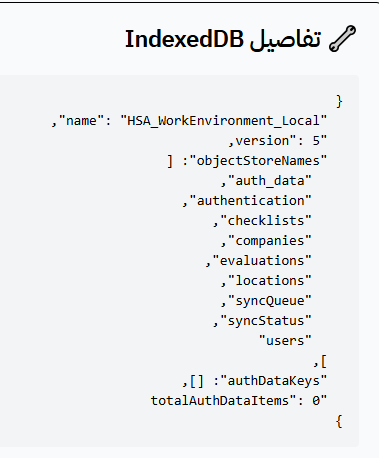 🔧 تفاصيل IndexedDB
{
"name": "HSA_WorkEnvironment_Local",
"version": 5,
"objectStoreNames": [
"auth_data",
"authentication",
"checklists",
"companies",
"evaluations",
"locations",
"syncQueue",
"syncStatus",
"users"
],
"authDataKeys": [],
"totalAuthDataItems": 0
}